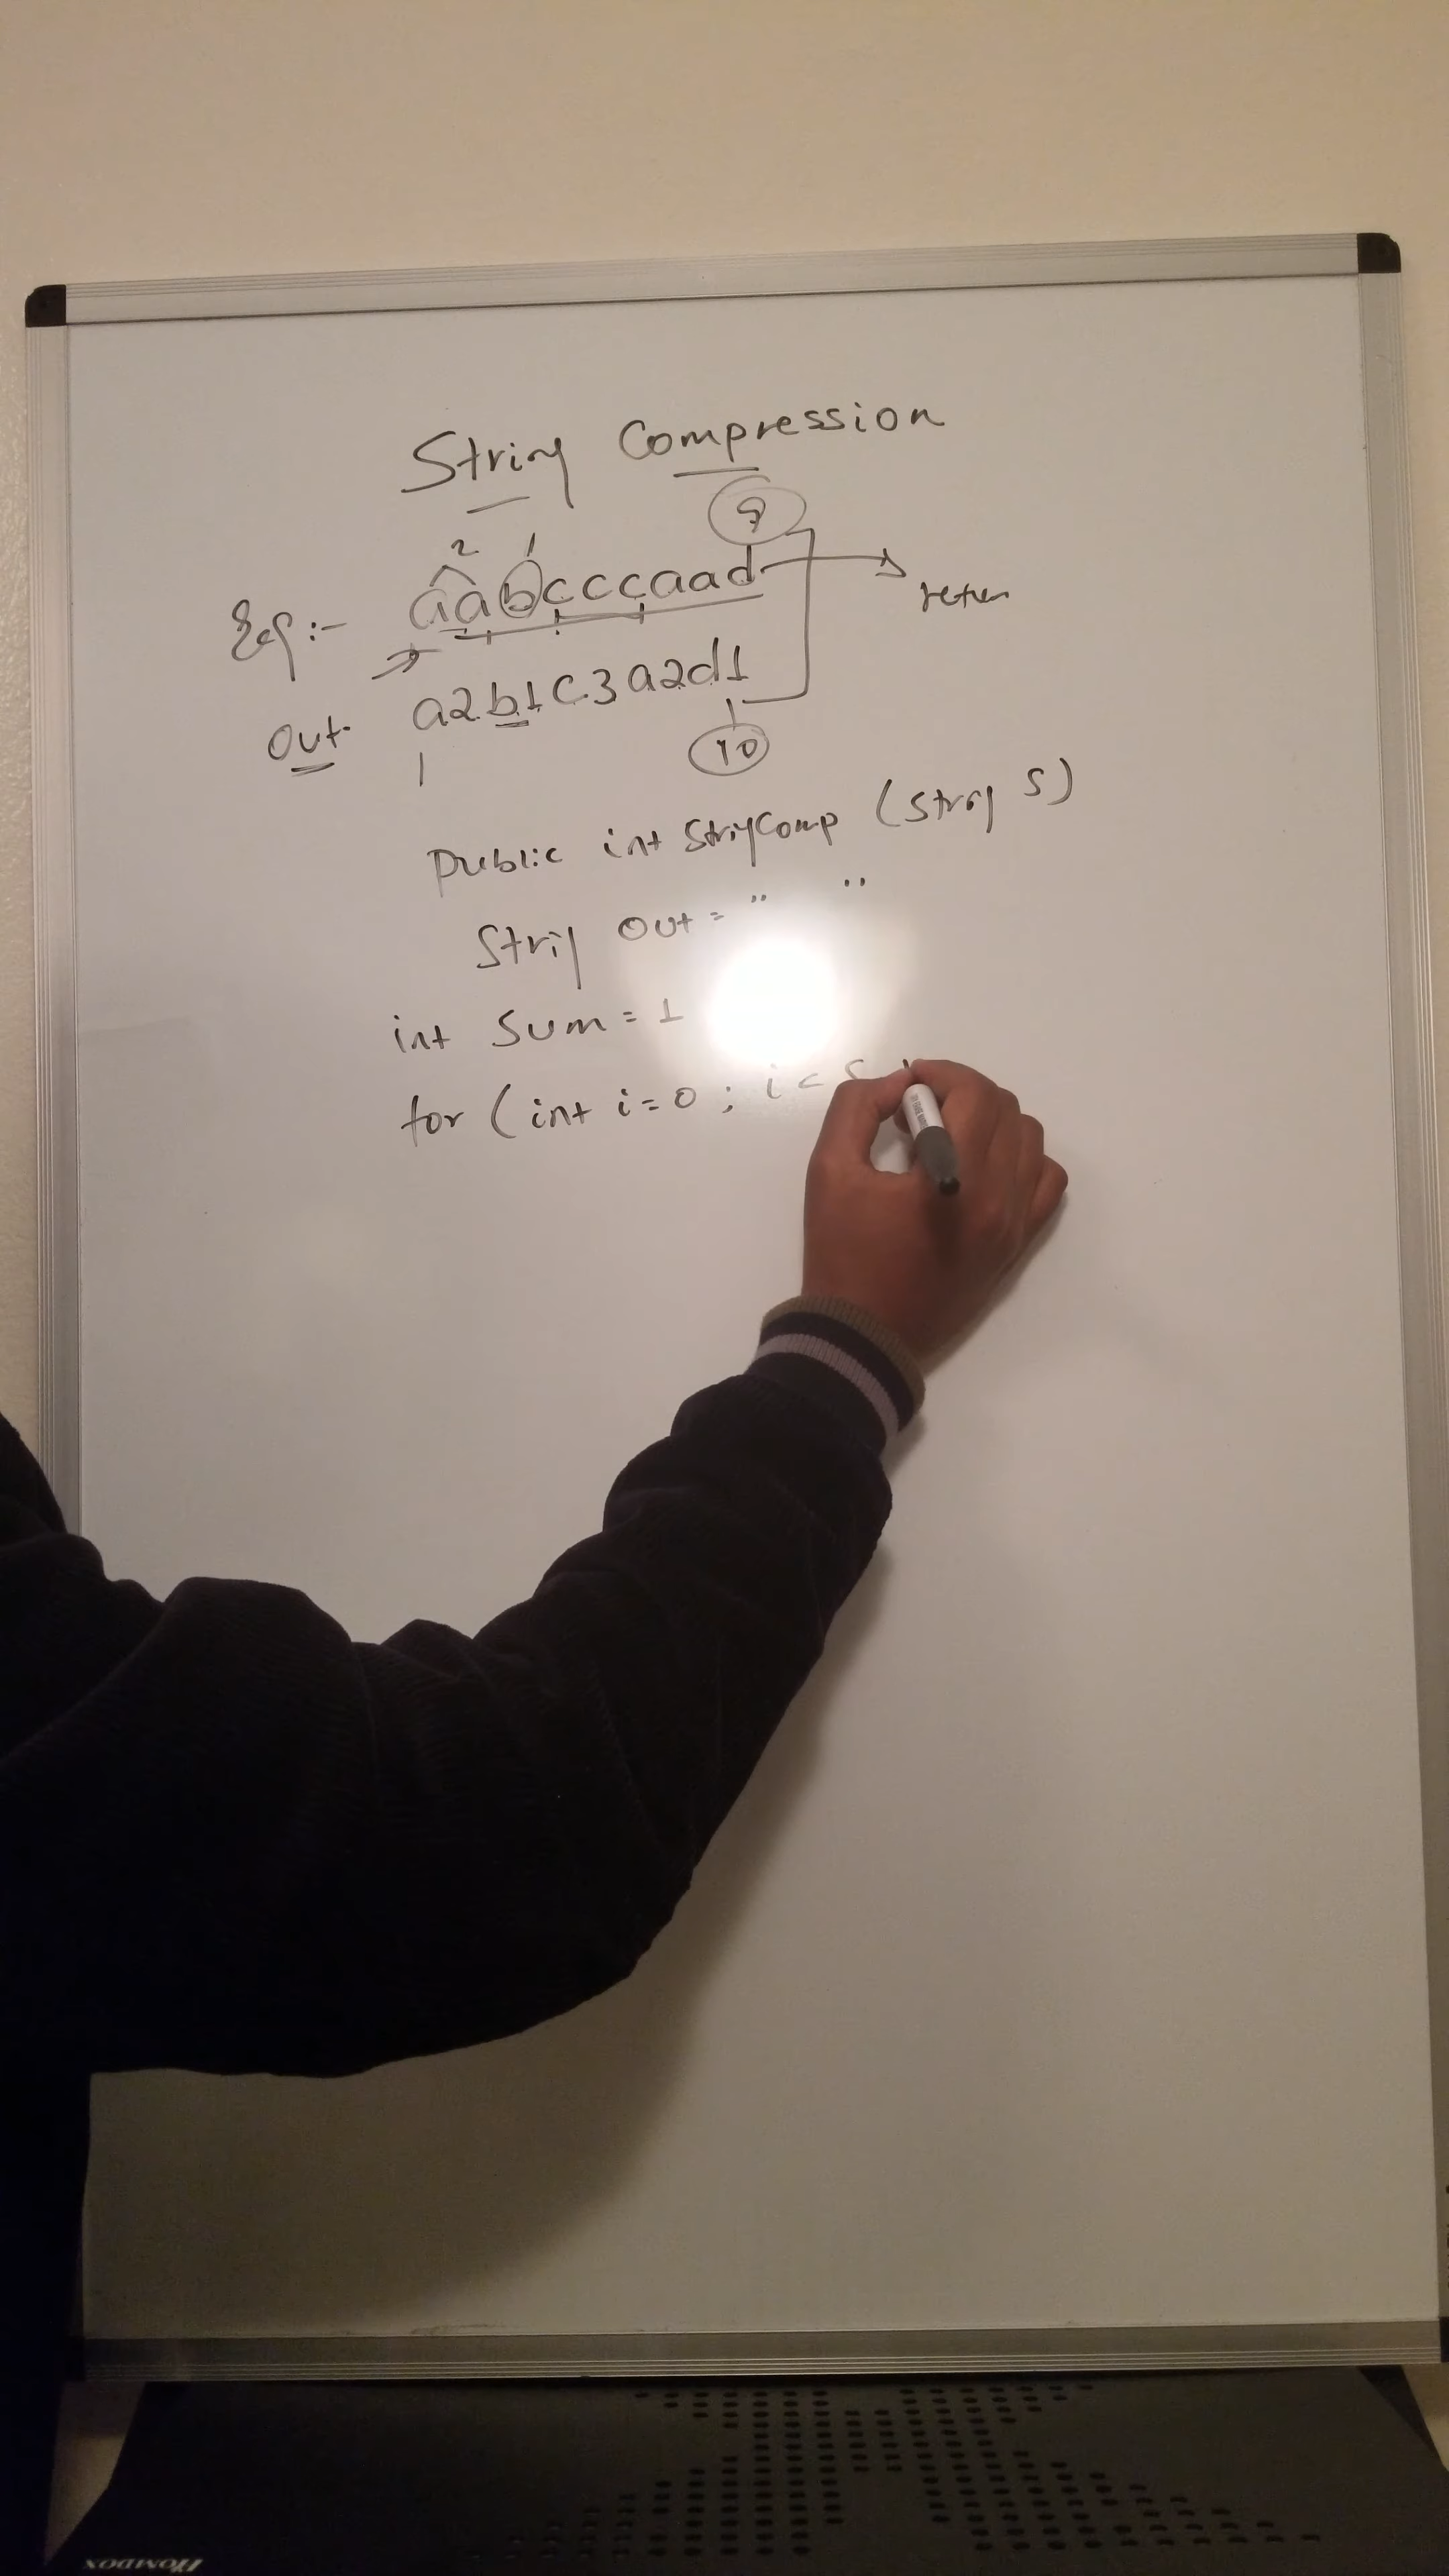 String Compression
9
2 1
Eg:- aabcccaad
return
Out a2b1c3a2d1
1
10
Public int StringComp (String S)
String Out = " "
int Sum = 1
for (int i=0 ; i < S